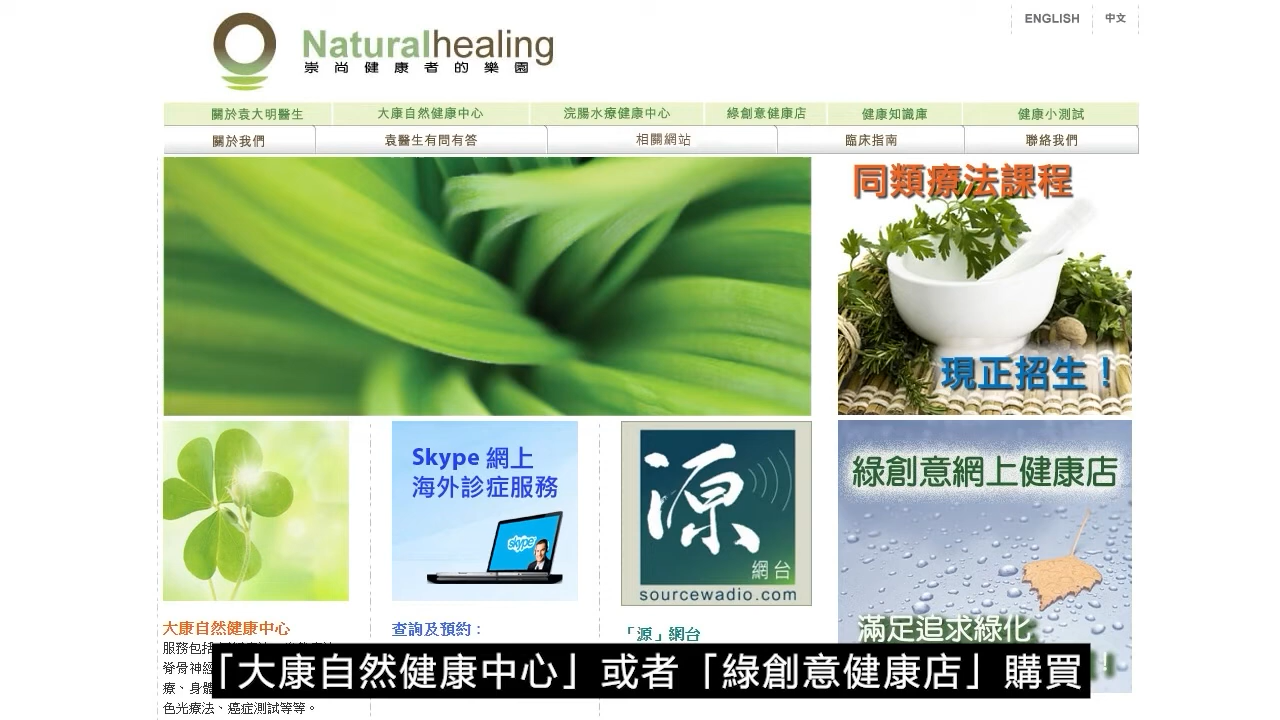 ENGLISH 中文
Naturalhealing
崇尚健康者的樂園
關於袁大明醫生 大康自然健康中心 浣腸水療健康中心 綠創意健康店 健康知識庫 健康小測試
關於我們 袁醫生有問有答 相關網站 臨床指南 聯絡我們
同類療法課程
現正招生！
Skype 網上
海外診症服務
skype
源
網台
sourcewadio.com
綠創意網上健康店
滿足追求綠化
大康自然健康中心
服務包括
脊骨神經
療、身體
色光療法、癌症測試等等。
查詢及預約：
「源」網台
「大康自然健康中心」或者「綠創意健康店」購買